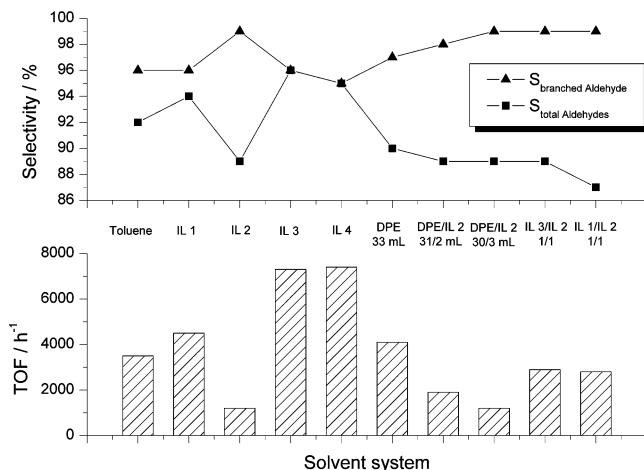 100
98
96
94
92
90
88
86
Selectivity / %
S branched Aldehyde
S total Aldehydes
Toluene IL 1 IL 2 IL 3 IL 4 DPE DPE/IL 2 DPE/IL 2 IL 3/IL 2 IL 1/IL 2
33 mL 31/2 mL 30/3 mL 1/1 1/1
8000
6000
4000
2000
0
TOF / h⁻¹
Solvent system